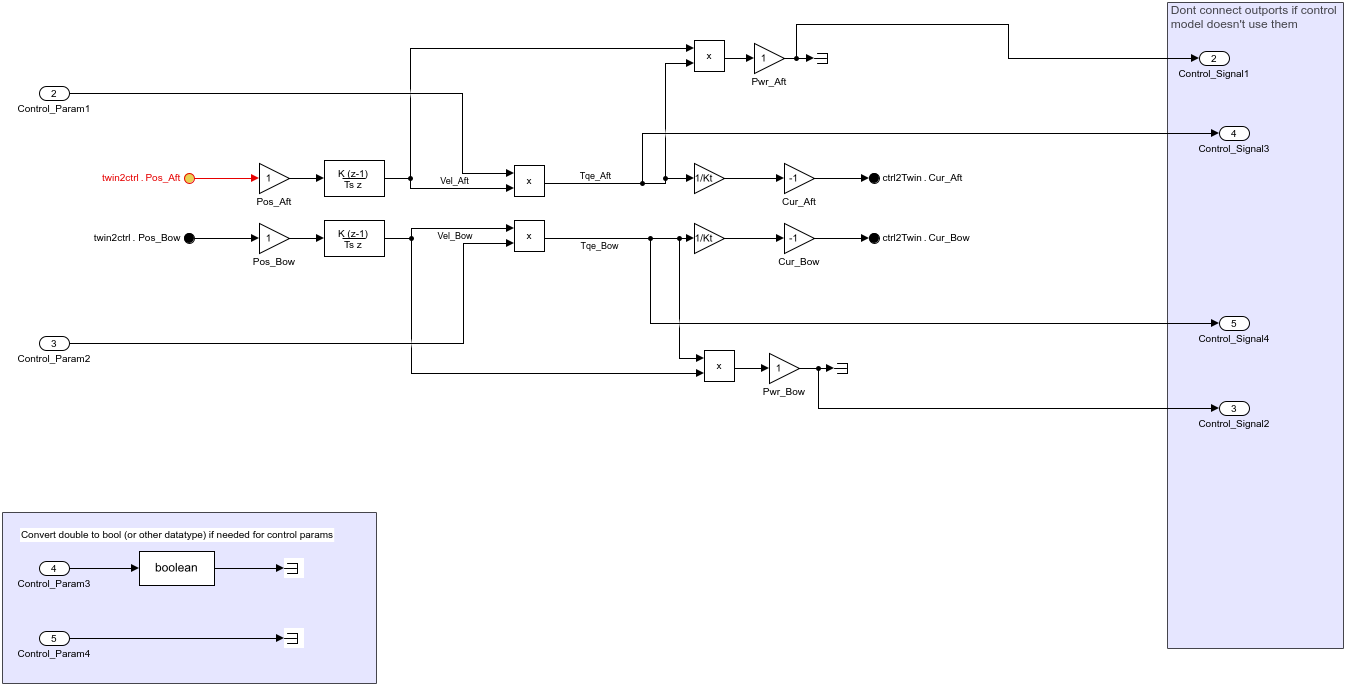 Dont connect outports if control
model doesn't use them
x
1
Pwr_Aft
2
Control_Signal1
2
Control_Param1
4
Control_Signal3
twin2ctrl . Pos_Aft
1
Pos_Aft
K (z-1)
Ts z
Vel_Aft
x
Tqe_Aft
1/Kt
-1
Cur_Aft
ctrl2Twin . Cur_Aft
twin2ctrl . Pos_Bow
1
Pos_Bow
K (z-1)
Ts z
Vel_Bow
x
Tqe_Bow
1/Kt
-1
Cur_Bow
ctrl2Twin . Cur_Bow
5
Control_Signal4
3
Control_Param2
x
1
Pwr_Bow
3
Control_Signal2
Convert double to bool (or other datatype) if needed for control params
4
Control_Param3
boolean
5
Control_Param4